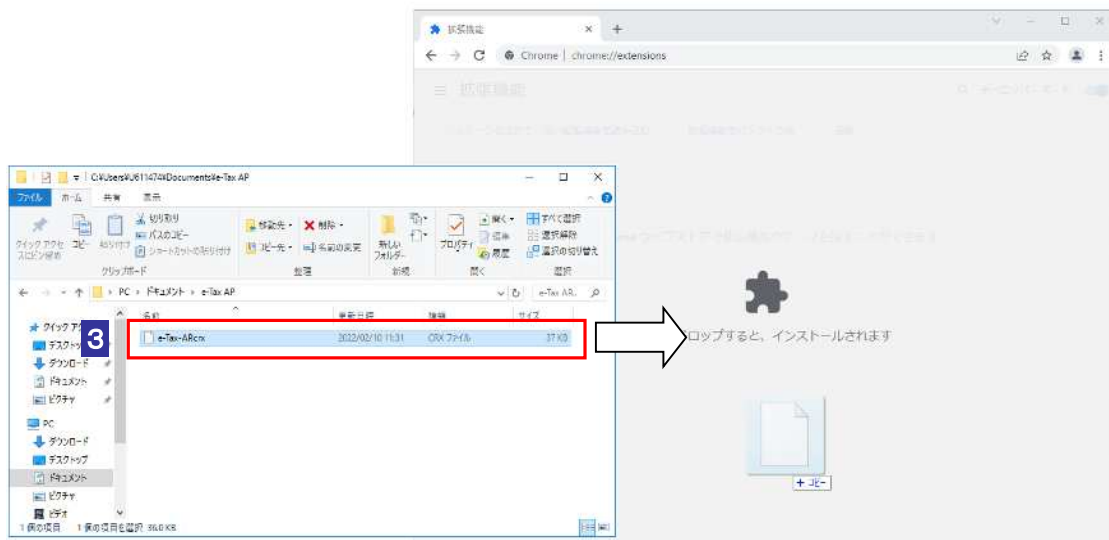 拡張機能
Chrome | chrome://extensions
拡張機能
C:¥Users¥U611474¥Documents¥e-Tax AP
ファイル ホーム 共有 表示
クイック アクセス
スにピン留め
コピー
貼り付け
切り取り
パスのコピー
ショートカットの貼り付け
クリップボード
移動先
コピー先
削除
名前の変更
整理
新しい
フォルダー
新規
プロパティ
開く
編集
履歴
開く
すべて選択
選択解除
選択の切り替え
選択
PC › ドキュメント › e-Tax AP
e-Tax AP...
名前 更新日時 種類 サイズ
3
e-Tax-AP.crx 2022/02/10 11:31 CRX ファイル 37 KB
クイック アク
デスクトッ
ダウンロード
ドキュメント
ピクチャ
PC
ダウンロード
デスクトップ
ドキュメント
ピクチャ
ビデオ
1 個の項目 1 個の項目を選択 36.0 KB
ロップすると、インストールされます
+ コピー